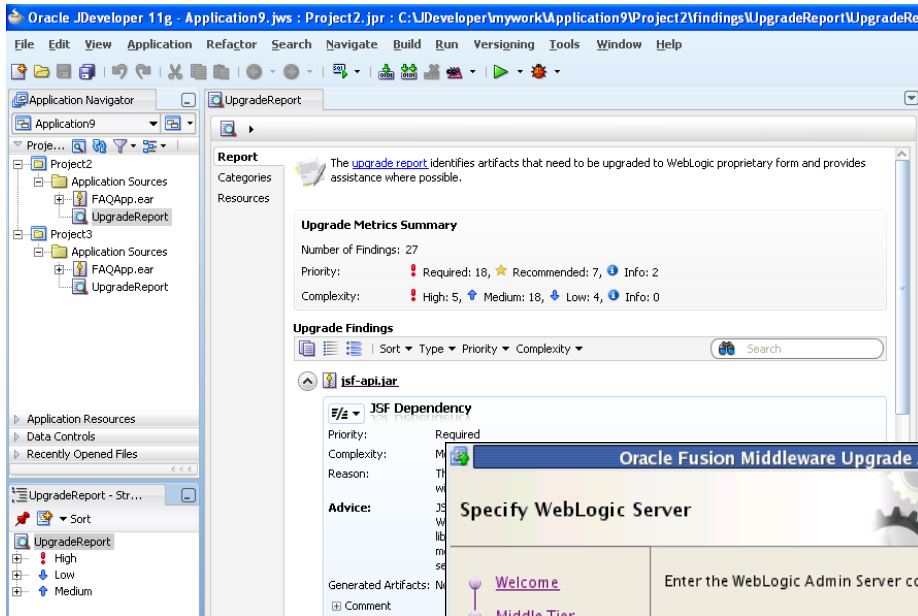 Oracle JDeveloper 11g - Application9.jws : Project2.jpr : C:\JDeveloper\mywork\Application9\Project2\findings\UpgradeReport\UpgradeRe
File Edit View Application Refactor Search Navigate Build Run Versioning Tools Window Help
Application Navigator
Application9
Proje...
Project2
Application Sources
FAQApp.ear
UpgradeReport
Project3
Application Sources
FAQApp.ear
UpgradeReport
Application Resources
Data Controls
Recently Opened Files
UpgradeReport - Str...
Sort
UpgradeReport
High
Low
Medium
UpgradeReport
Report
Categories
Resources
The upgrade report identifies artifacts that need to be upgraded to WebLogic proprietary form and provides
assistance where possible.
Upgrade Metrics Summary
Number of Findings: 27
Priority: Required: 18, Recommended: 7, Info: 2
Complexity: High: 5, Medium: 18, Low: 4, Info: 0
Upgrade Findings
Sort Type Priority Complexity Search
jsf-api.jar
JSF Dependency
Priority: Required
Complexity: M
Reason: Th
wi
Advice: JS
W
lib
m
se
Generated Artifacts: No
Comment
Oracle Fusion Middleware Upgrade
Specify WebLogic Server
Welcome
Middle Tier
Enter the WebLogic Admin Server co